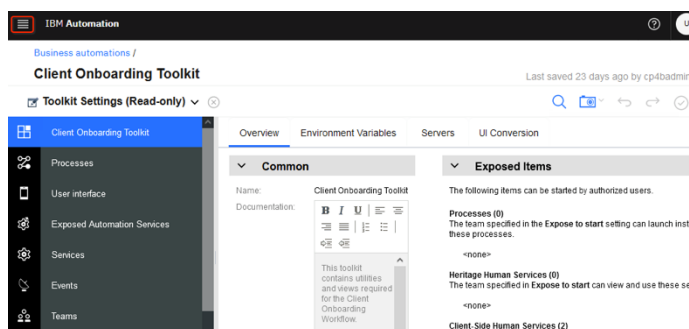 IBM Automation
Business automations /
Client Onboarding Toolkit
Last saved 23 days ago by cp4badmin
Toolkit Settings (Read-only)
Client Onboarding Toolkit
Processes
User interface
Exposed Automation Services
Services
Events
Teams
Overview Environment Variables Servers UI Conversion
Common
Name: Client Onboarding Toolkit
Documentation:
B I U
This toolkit
contains utilities
and views required
for the Client
Onboarding
Workflow.
Exposed Items
The following items can be started by authorized users.
Processes (0)
The team specified in the Expose to start setting can launch inst
these processes.
<none>
Heritage Human Services (0)
The team specified in Expose to start can view and use these se
<none>
Client-Side Human Services (2)